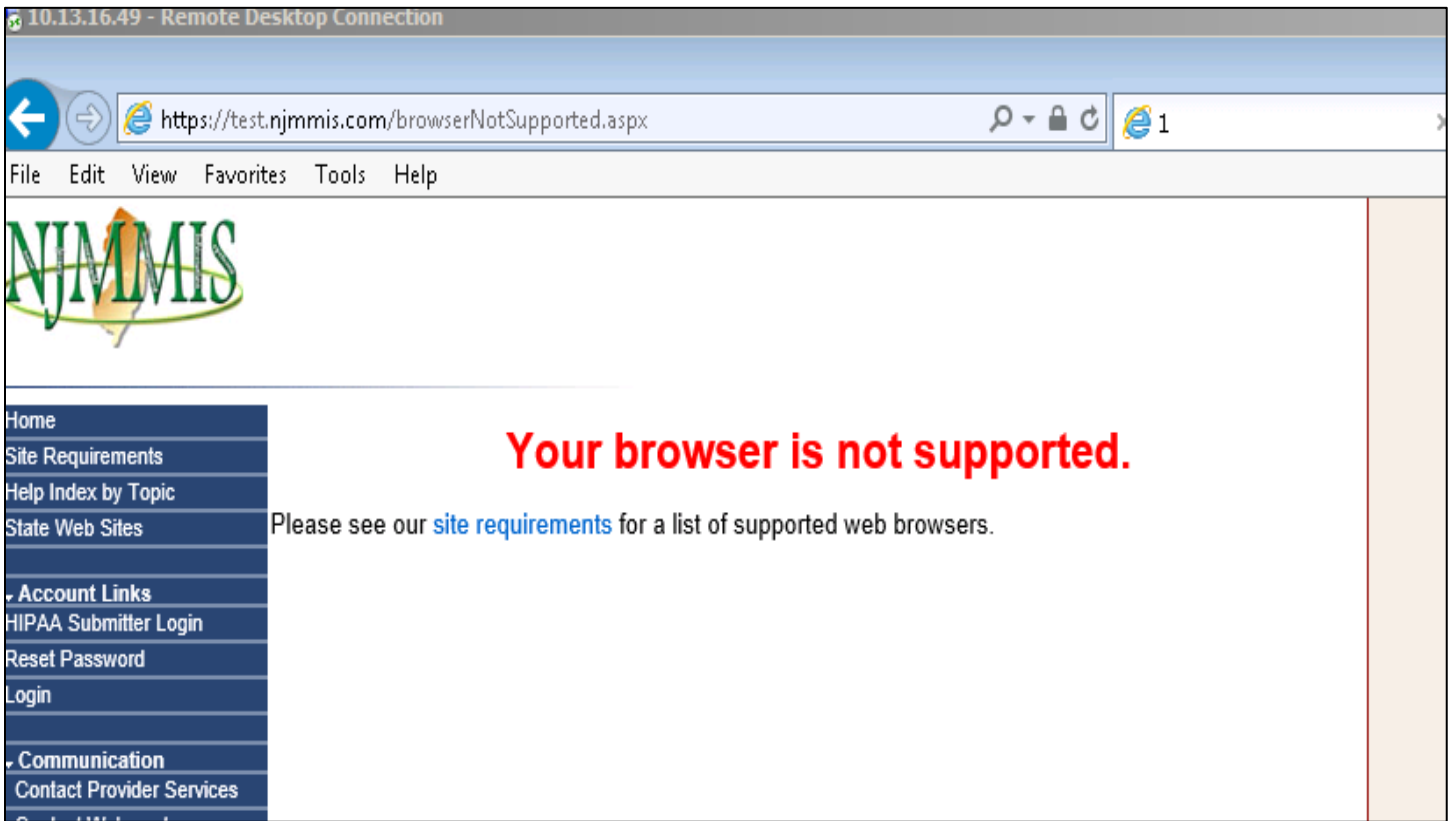 10.13.16.49 - Remote Desktop Connection
https://test.njmmis.com/browserNotSupported.aspx
1
File Edit View Favorites Tools Help
NJMMIS
Home
Site Requirements
Help Index by Topic
State Web Sites
Account Links
HIPAA Submitter Login
Reset Password
Login
Communication
Contact Provider Services
Your browser is not supported.
Please see our site requirements for a list of supported web browsers.